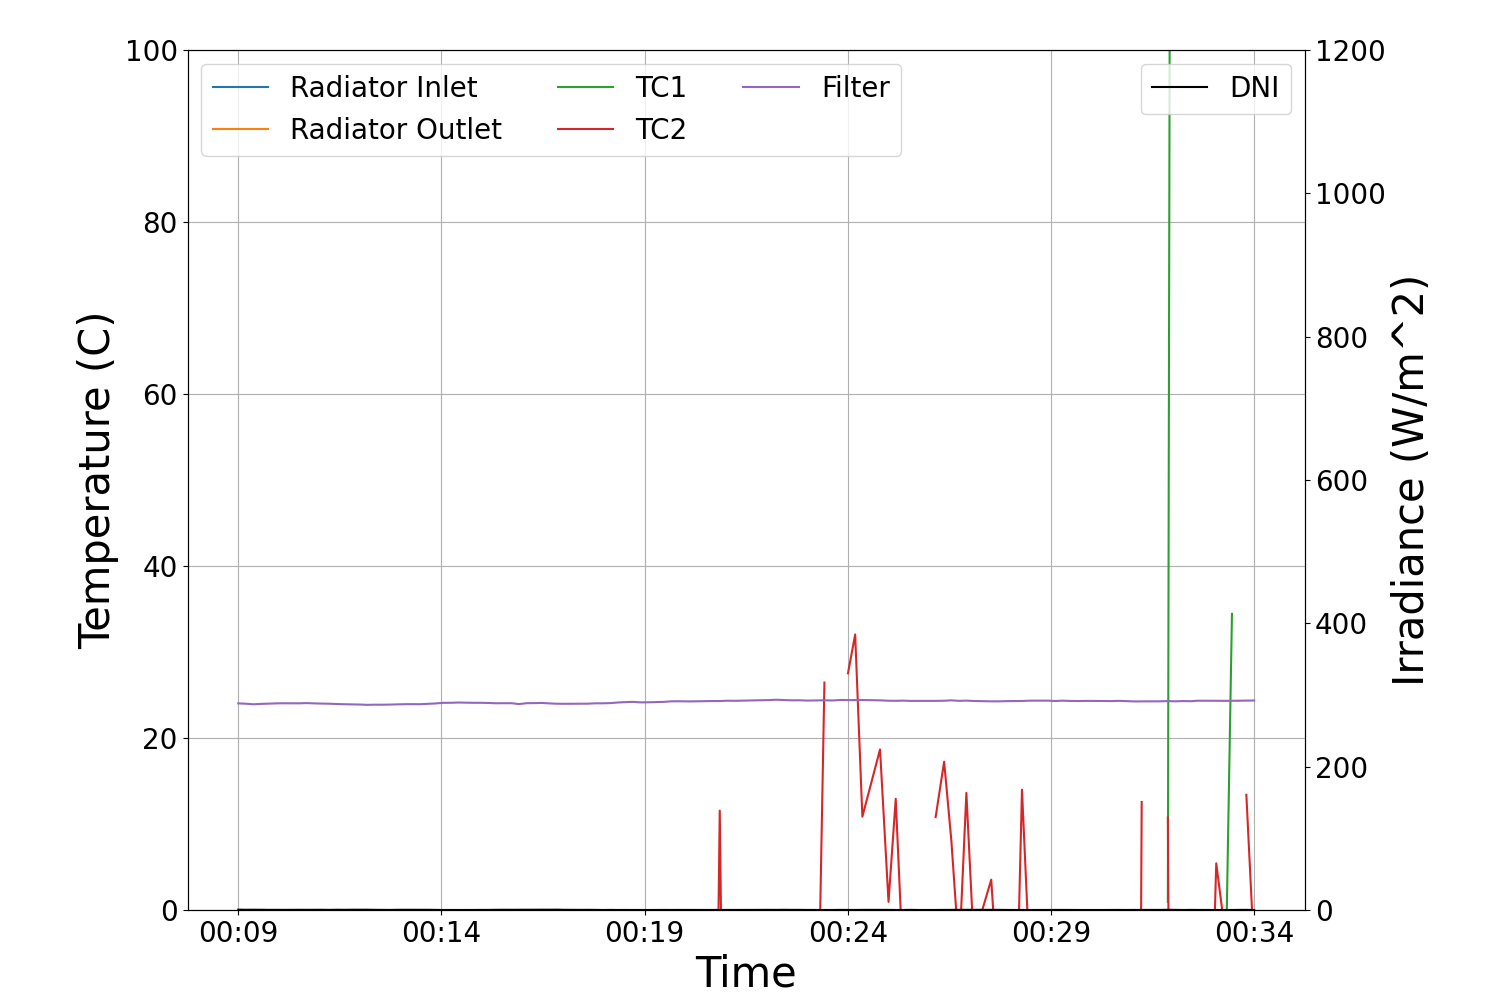 100
80
60
40
20
0
Temperature (C)
Radiator Inlet
Radiator Outlet
TC1
TC2
Filter
DNI
1200
1000
800
600
400
200
0
Irradiance (W/m^2)
00:09 00:14 00:19 00:24 00:29 00:34
Time